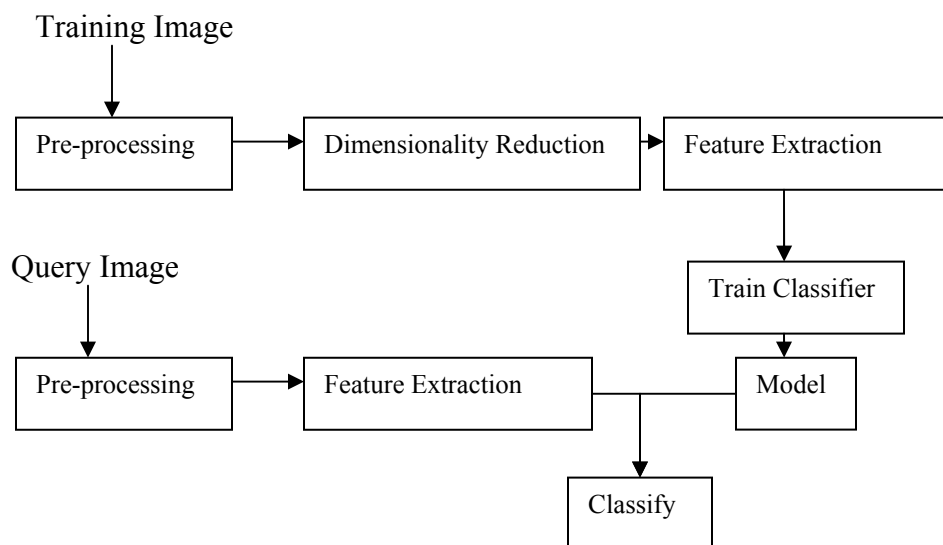 Training Image
Pre-processing
Dimensionality Reduction
Feature Extraction
Train Classifier
Query Image
Pre-processing
Feature Extraction
Model
Classify